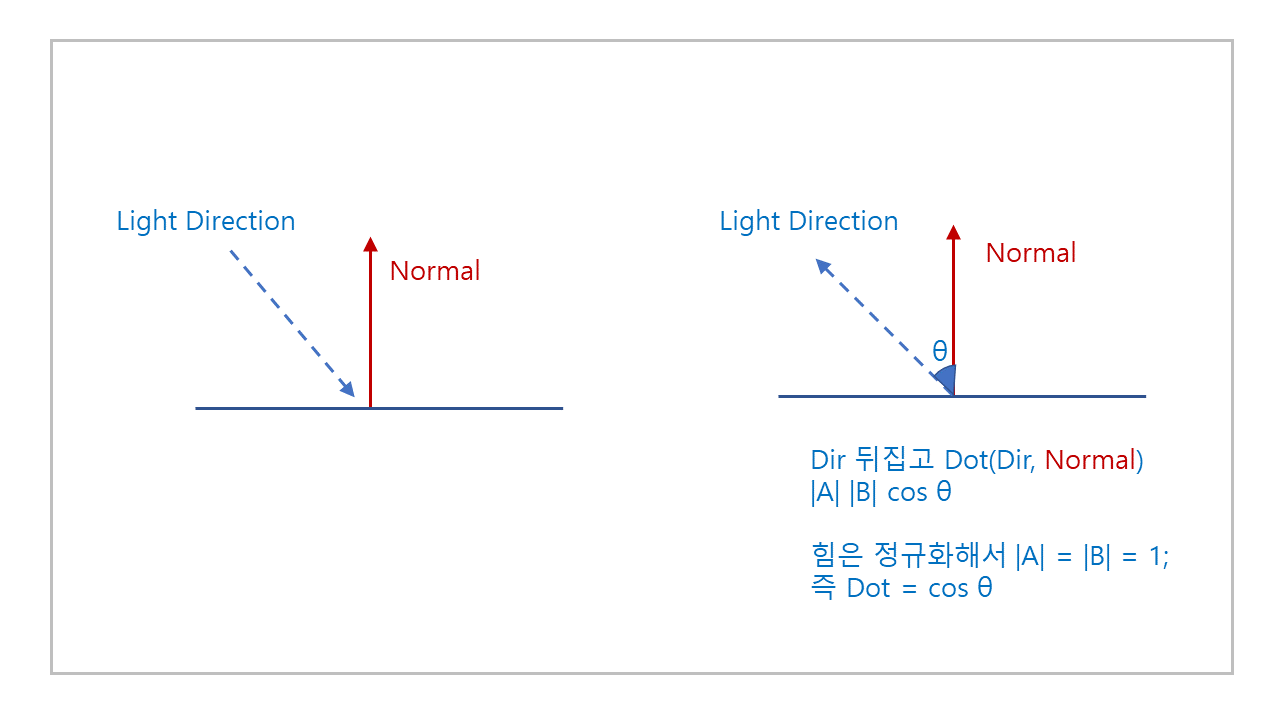 Light Direction
Normal
Light Direction
Normal
θ
Dir 뒤집고 Dot(Dir, Normal)
|A| |B| cos θ
힘은 정규화해서 |A| = |B| = 1;
즉 Dot = cos θ